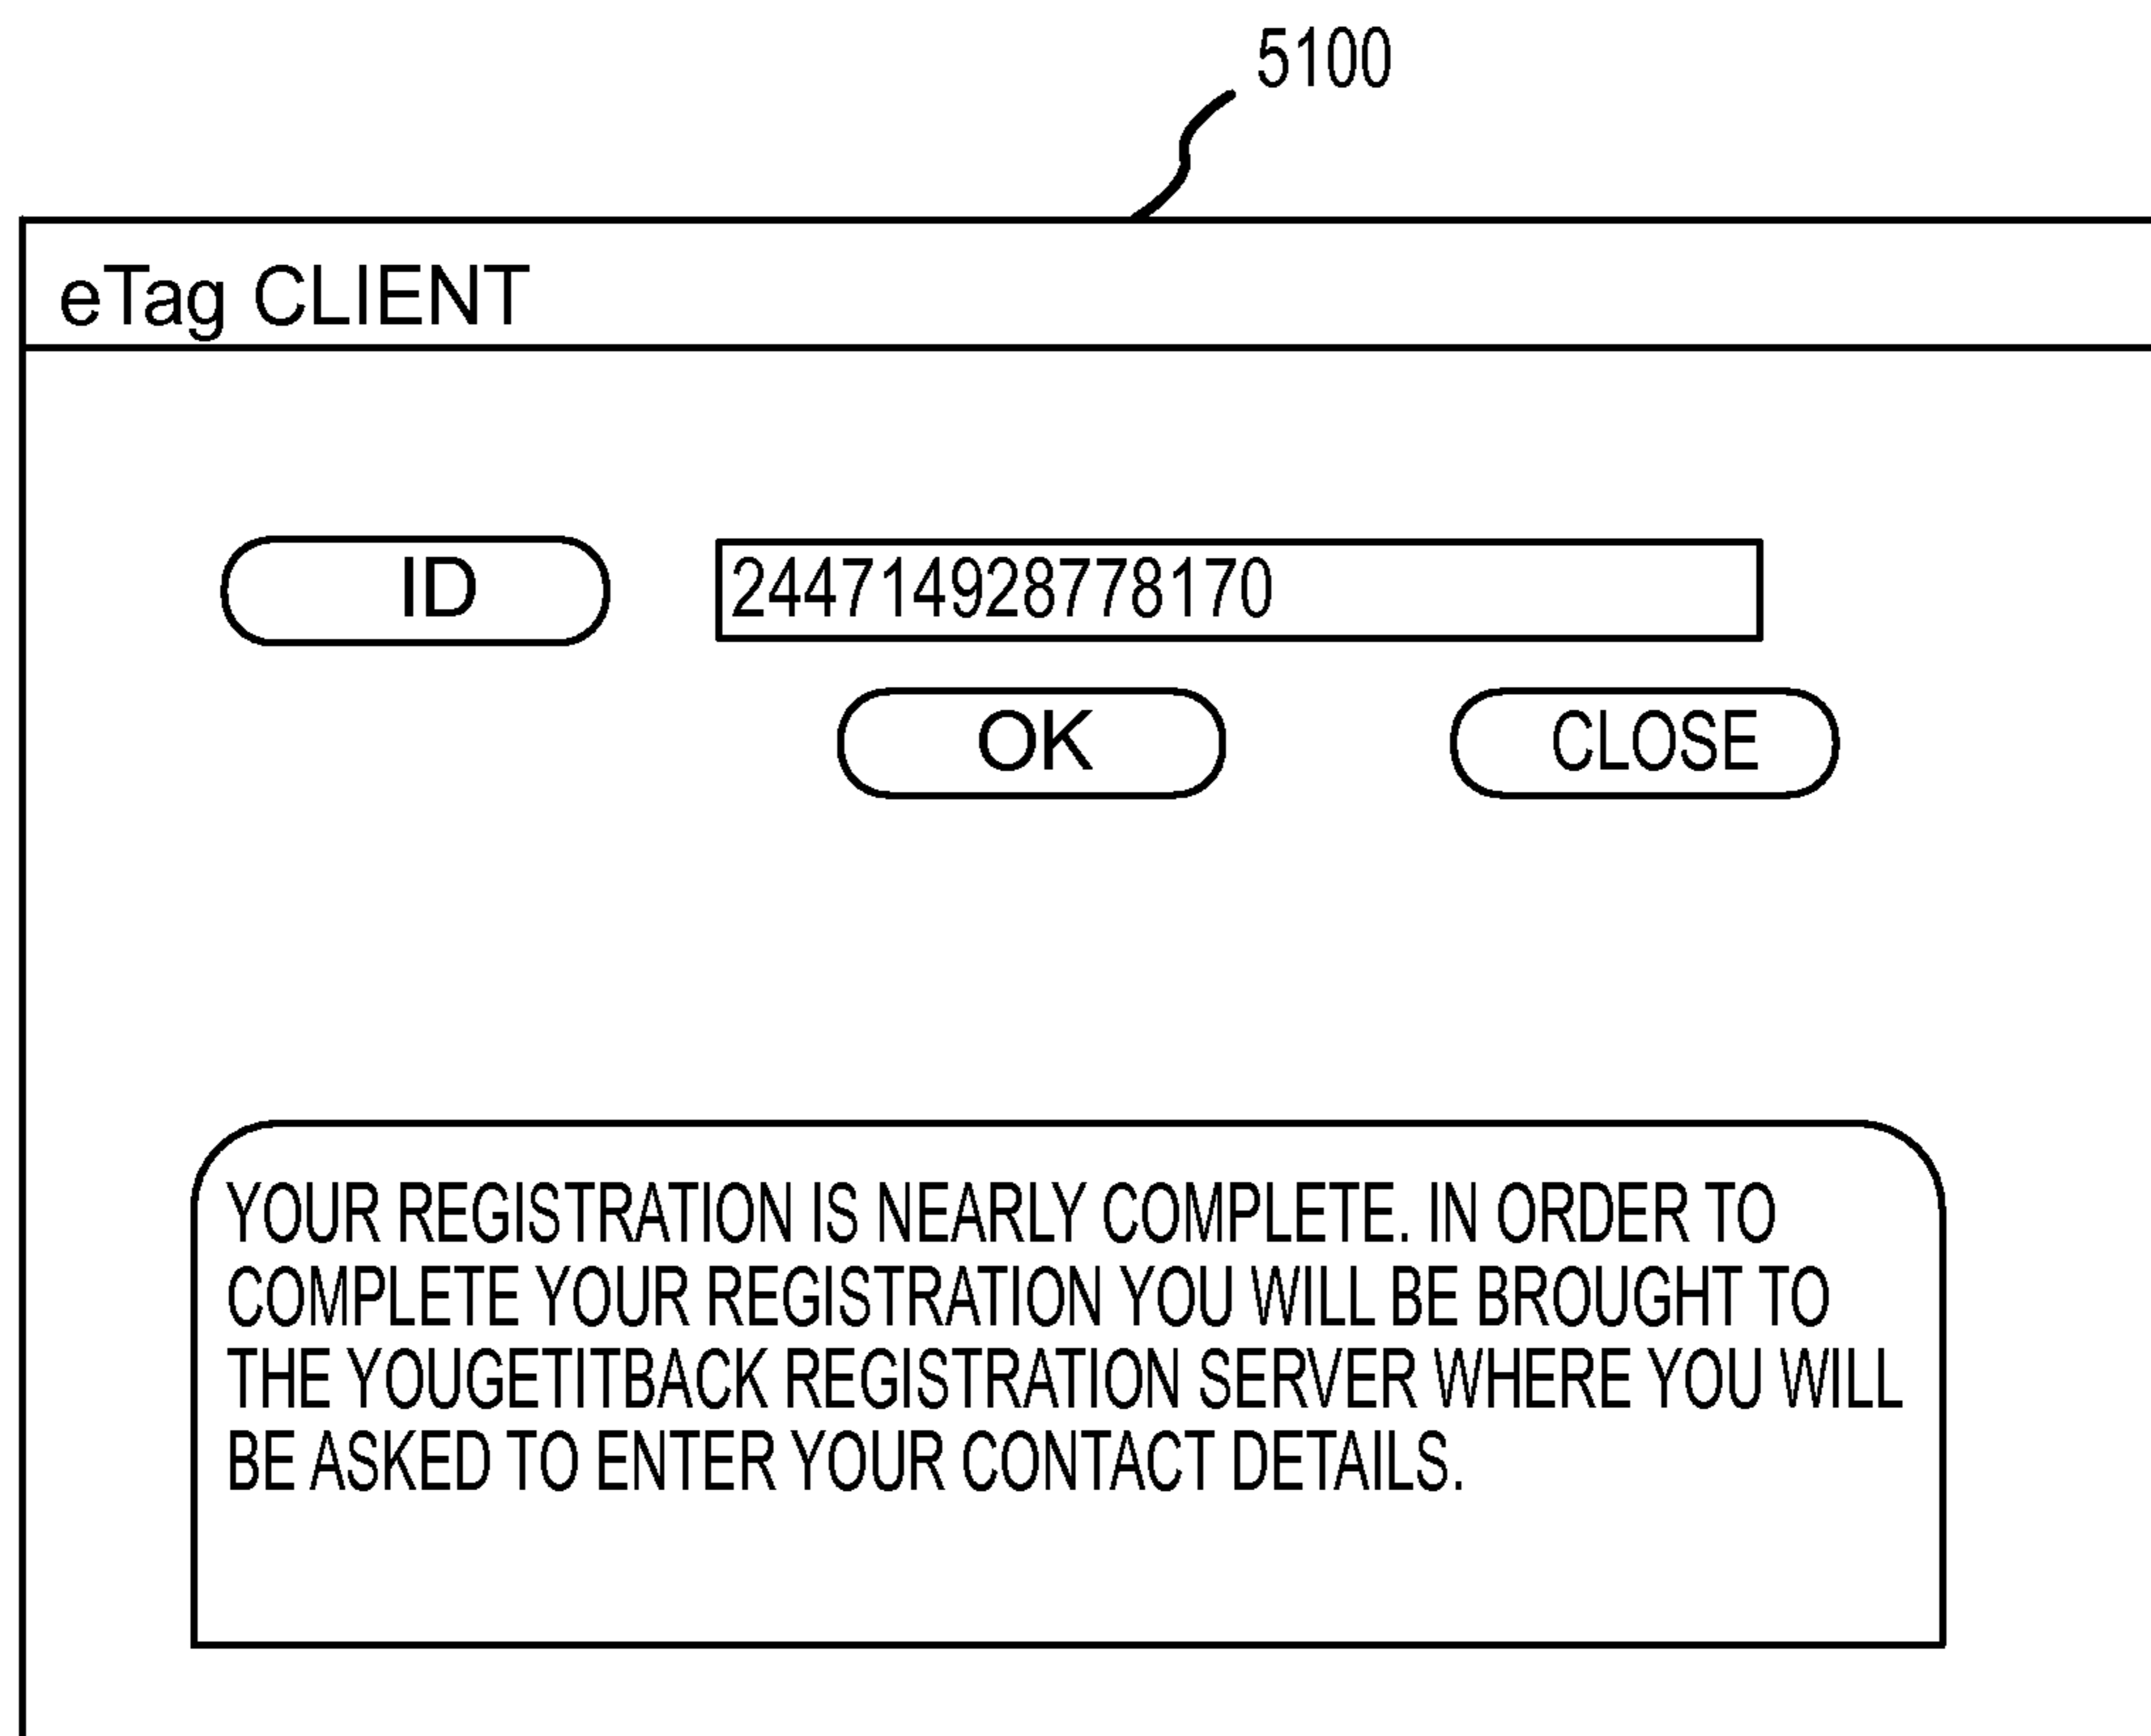 5100
eTag CLIENT
ID 244714928778170
OK CLOSE
YOUR REGISTRATION IS NEARLY COMPLETE. IN ORDER TO
COMPLETE YOUR REGISTRATION YOU WILL BE BROUGHT TO
THE YOUGETITBACK REGISTRATION SERVER WHERE YOU WILL
BE ASKED TO ENTER YOUR CONTACT DETAILS.